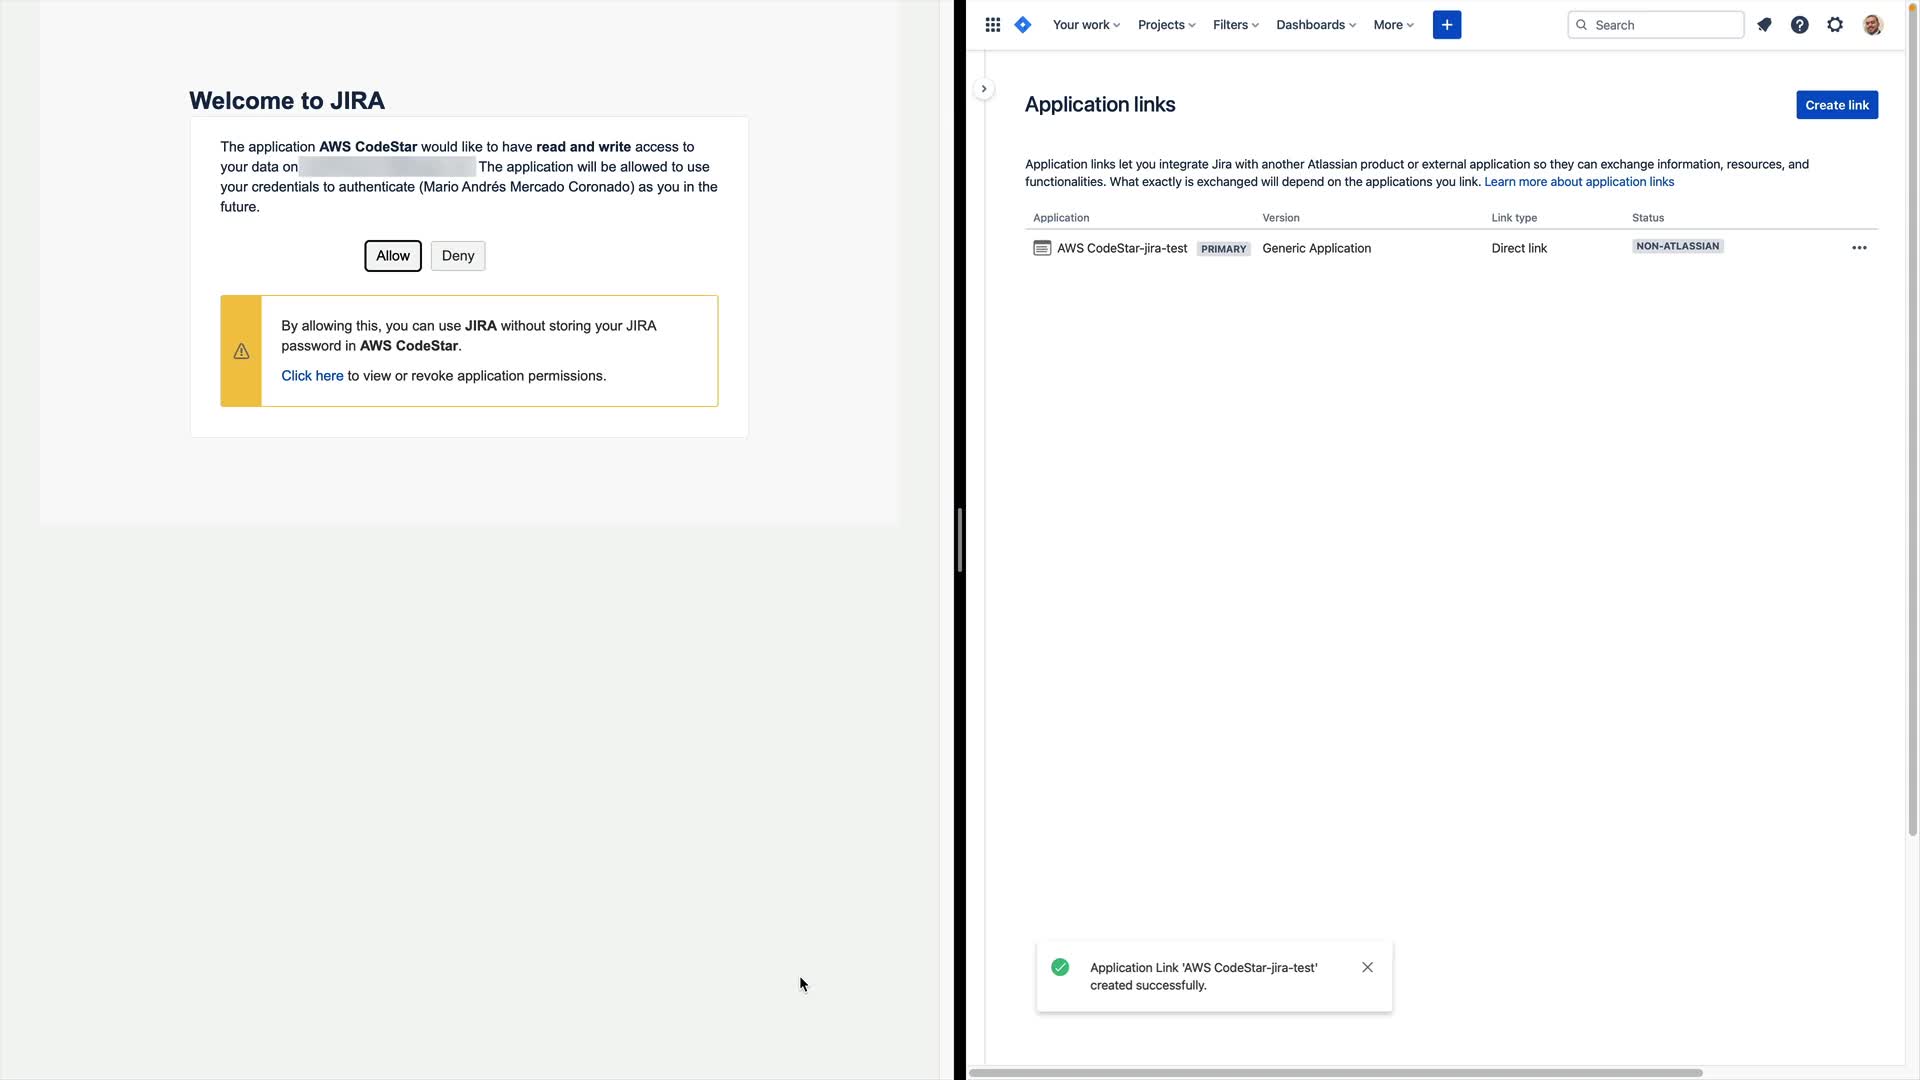 Welcome to JIRA
The application AWS CodeStar would like to have read and write access to
your data on The application will be allowed to use
your credentials to authenticate (Mario Andrés Mercado Coronado) as you in the
future.
Allow Deny
By allowing this, you can use JIRA without storing your JIRA
password in AWS CodeStar.
Click here to view or revoke application permissions.
Your work Projects Filters Dashboards More + Search
Application links
Create link
Application links let you integrate Jira with another Atlassian product or external application so they can exchange information, resources, and
functionalities. What exactly is exchanged will depend on the applications you link. Learn more about application links
Application Version Link type Status
AWS CodeStar-jira-test PRIMARY Generic Application Direct link NON-ATLASSIAN
Application Link 'AWS CodeStar-jira-test'
created successfully.